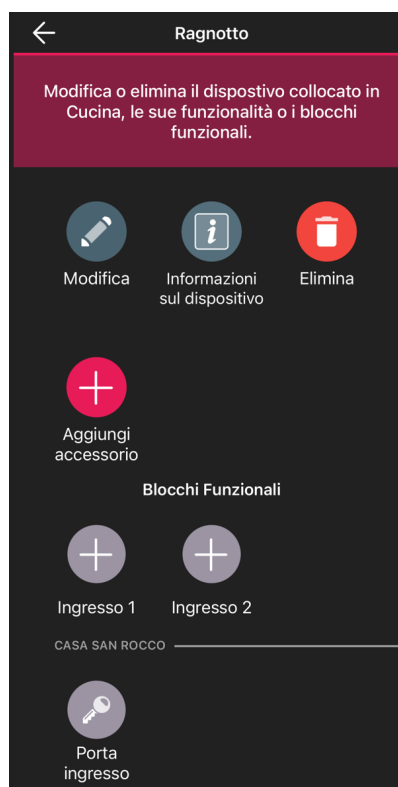 Ragnotto
Modifica o elimina il dispostivo collocato in
Cucina, le sue funzionalità o i blocchi
funzionali.
Modifica
Informazioni
sul dispositivo
Elimina
Aggiungi
accessorio
Blocchi Funzionali
Ingresso 1
Ingresso 2
CASA SAN ROCCO
Porta
ingresso